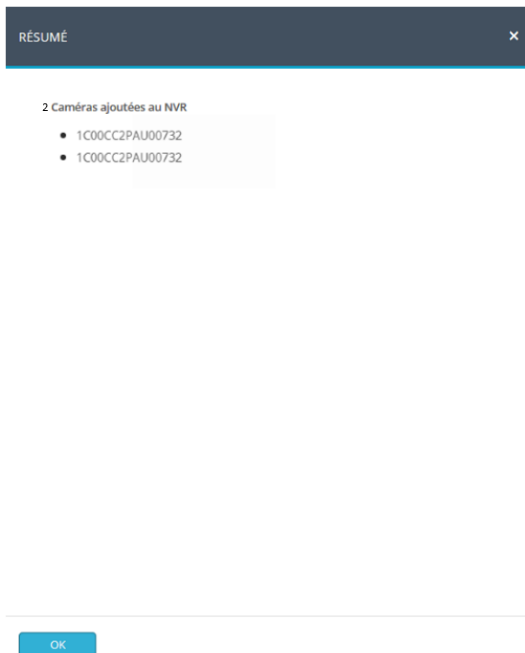 RÉSUMÉ ×
2 Caméras ajoutées au NVR
• 1C00CC2PAU00732
• 1C00CC2PAU00732
OK